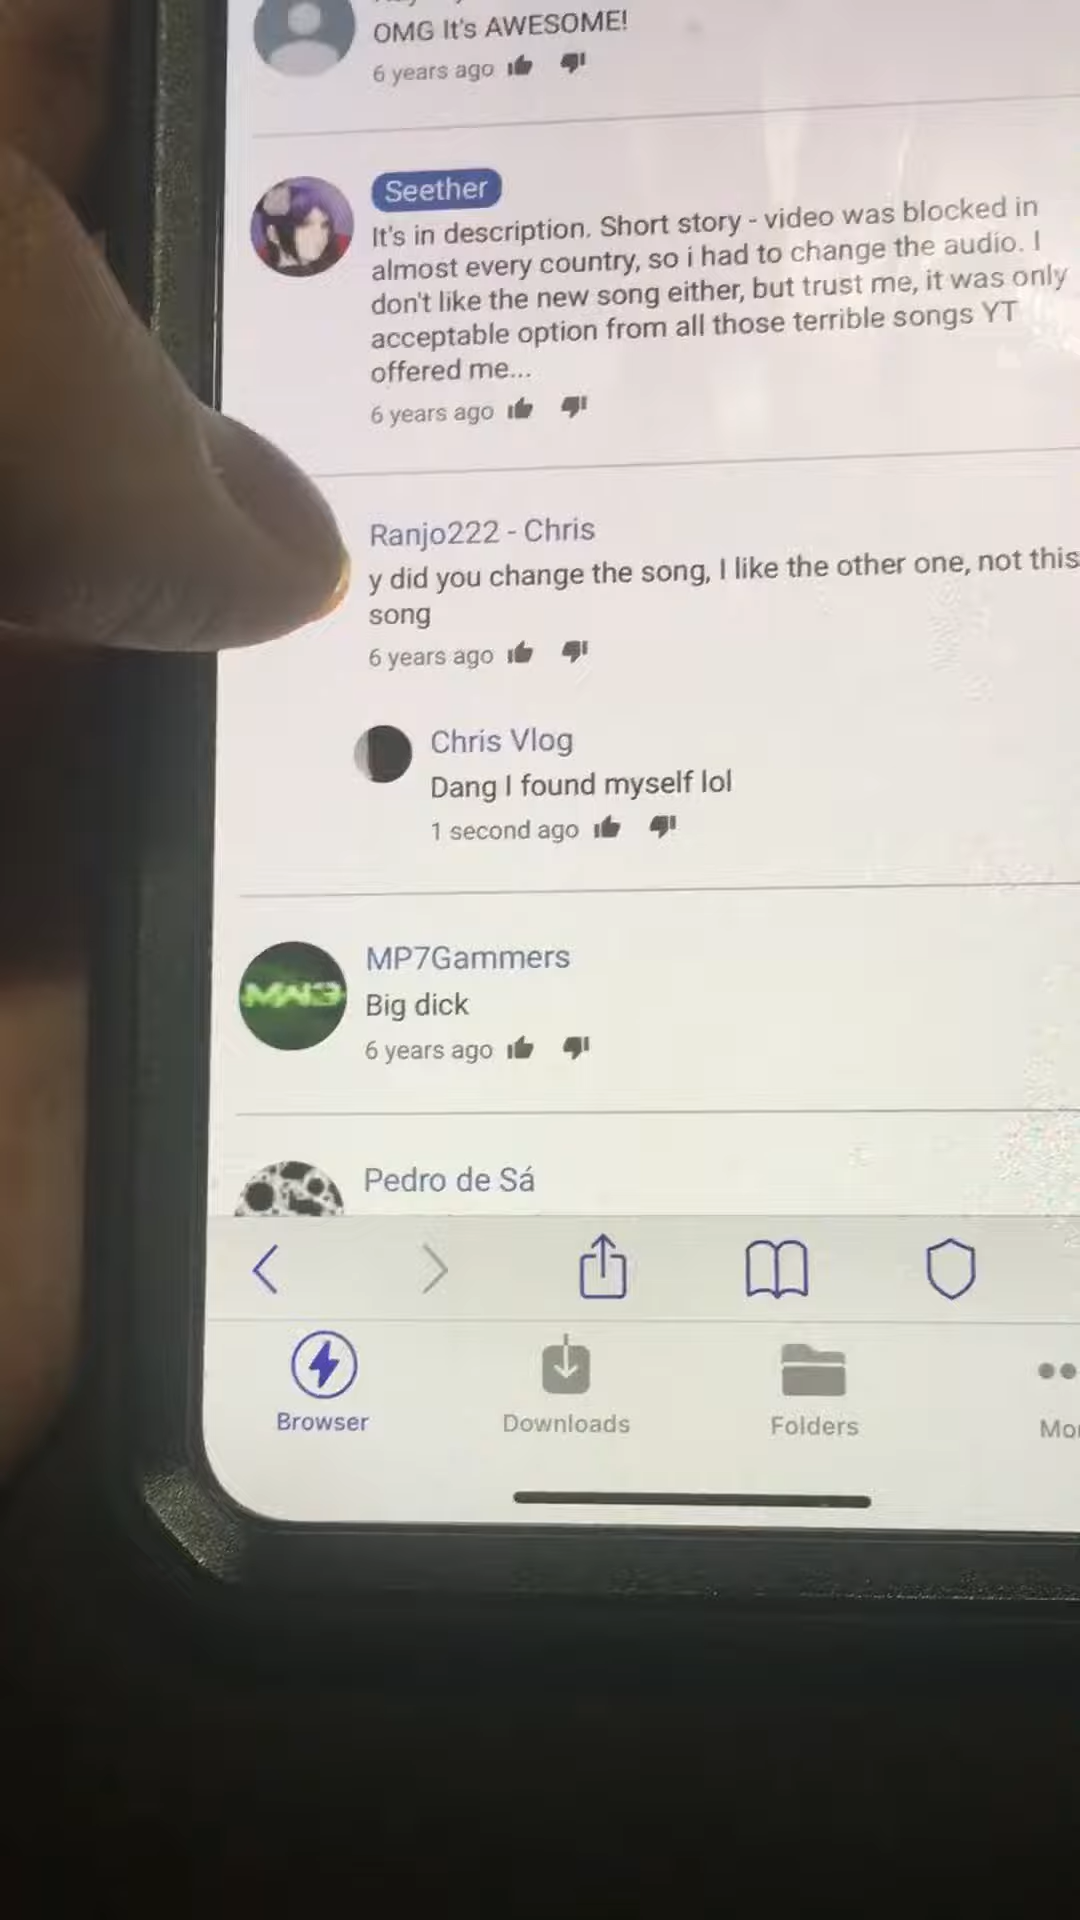 OMG It's AWESOME!
6 years ago
Seether
It's in description. Short story - video was blocked in
almost every country, so i had to change the audio. I
don't like the new song either, but trust me, it was only
acceptable option from all those terrible songs YT
offered me...
6 years ago
Ranjo222 - Chris
y did you change the song, I like the other one, not this
song
6 years ago
Chris Vlog
Dang I found myself lol
1 second ago
MW3
MP7Gammers
Big dick
6 years ago
Pedro de Sá
Browser
Downloads
Folders